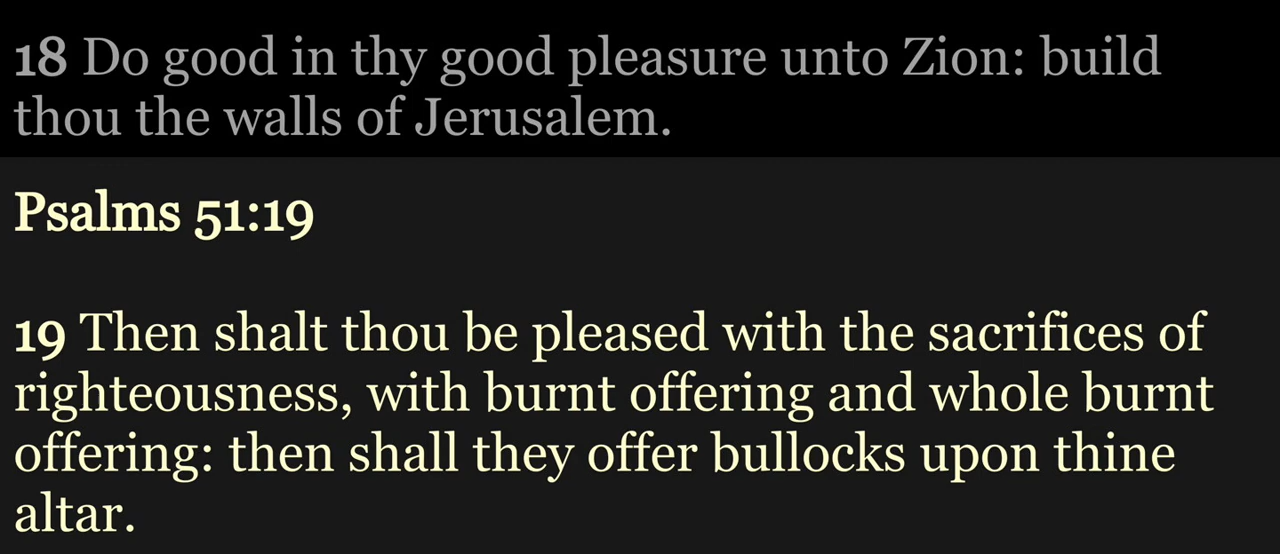 18 Do good in thy good pleasure unto Zion: build
thou the walls of Jerusalem.
Psalms 51:19
19 Then shalt thou be pleased with the sacrifices of
righteousness, with burnt offering and whole burnt
offering: then shall they offer bullocks upon thine
altar.